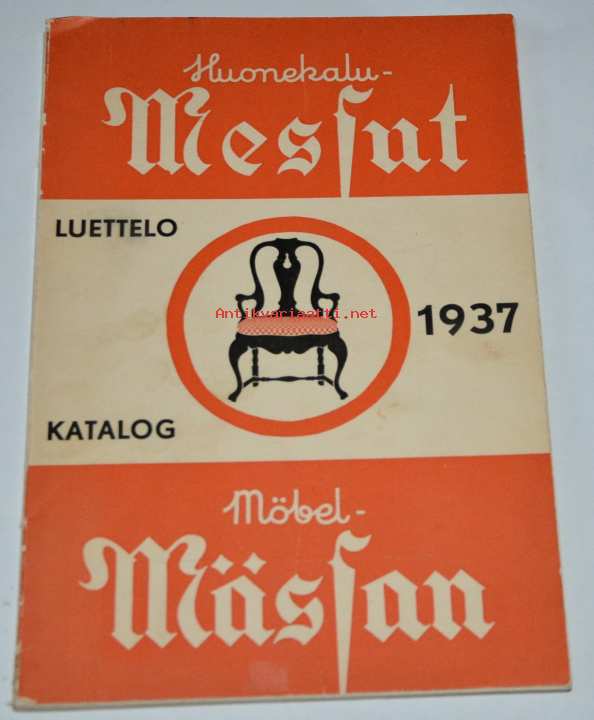 Huonekalu-
Messut
LUETTELO
Antikvariaatti.net
1937
KATALOG
Möbel-
Mässan